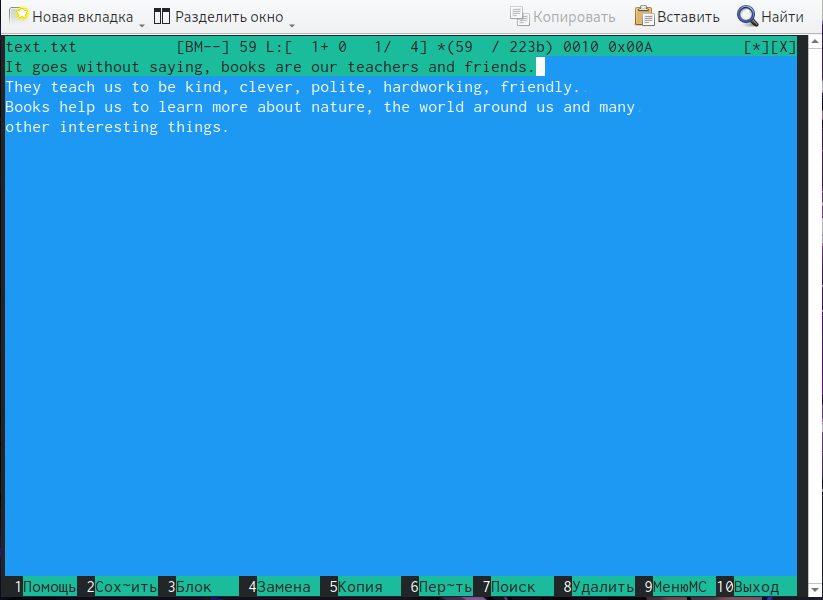 Новая вкладка Разделить окно Копировать Вставить Найти
text.txt [BM--] 59 L:[ 1+ 0 1/ 4] *(59 / 223b) 0010 0x00A [*][X]
It goes without saying, books are our teachers and friends.
They teach us to be kind, clever, polite, hardworking, friendly.
Books help us to learn more about nature, the world around us and many
other interesting things.
1Помощь 2Сох~ить 3Блок 4Замена 5Копия 6Пер~ть 7Поиск 8Удалить 9МенюМС 10Выход